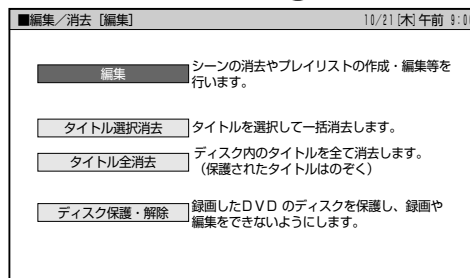 ■編集／消去［編集］ 10/21[木]午前 9:00
編集 シーンの消去やプレイリストの作成・編集等を
行います。
タイトル選択消去 タイトルを選択して一括消去します。
タイトル全消去 ディスク内のタイトルを全て消去します。
（保護されたタイトルはのぞく）
ディスク保護・解除 録画したDVD のディスクを保護し、録画や
編集をできないようにします。